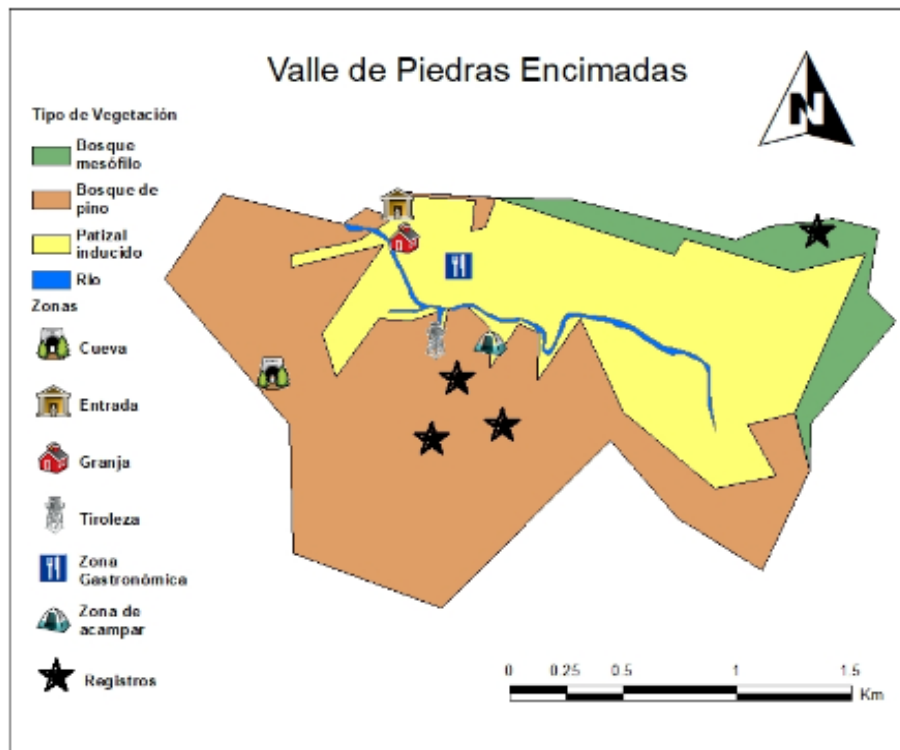 Valle de Piedras Encimadas
N
Tipo de Vegetación
Bosque
mesófilo
Bosque de
pino
Patizal
inducido
Río
Zonas
Cueva
Entrada
Granja
Tiroleza
Zona
Gastronómica
Zona de
acampar
Registros
0 0.25 0.5 1 1.5
Km